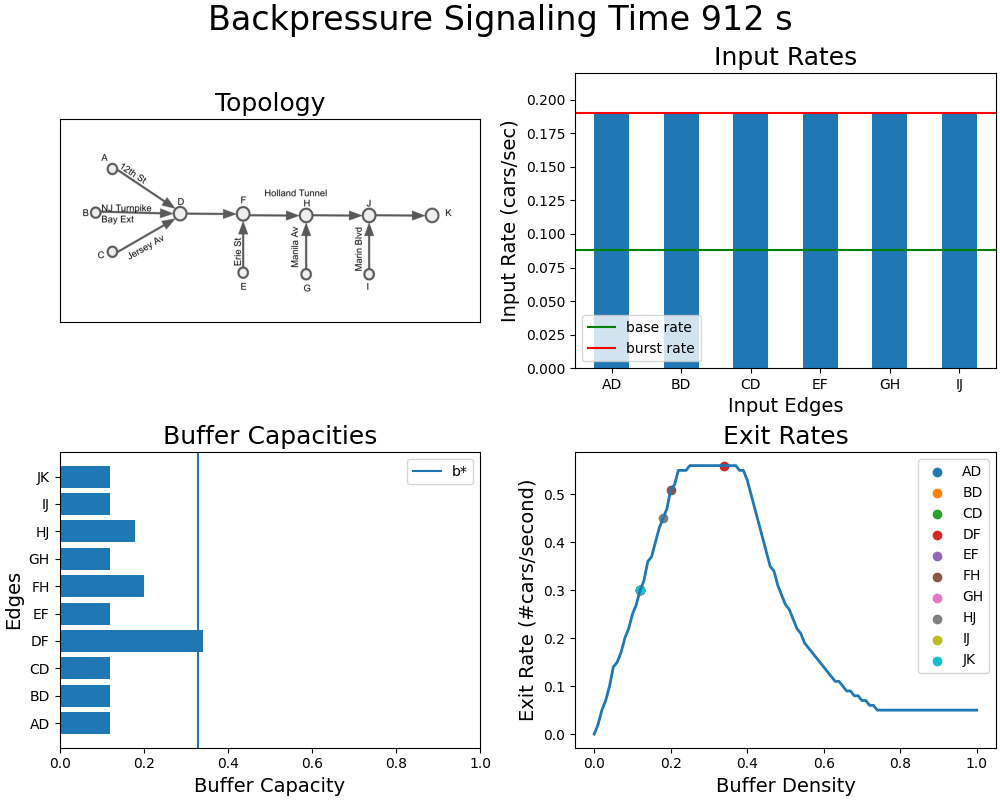 Backpressure Signaling Time 912 s
Topology
A
12th St
B
NJ Turnpike
Bay Ext
C
Jersey Av
D
F
Holland Tunnel
H
J
K
Erie St
Manila Av
Marin Blvd
E
G
I
Input Rates
Input Rate (cars/sec)
0.200
0.175
0.150
0.125
0.100
0.075
0.050
0.025
0.000
base rate
burst rate
AD BD CD EF GH IJ
Input Edges
Buffer Capacities
Edges
JK
IJ
HJ
GH
FH
EF
DF
CD
BD
AD
b*
0.0 0.2 0.4 0.6 0.8 1.0
Buffer Capacity
Exit Rates
Exit Rate (#cars/second)
0.5
0.4
0.3
0.2
0.1
0.0
AD
BD
CD
DF
EF
FH
GH
HJ
IJ
JK
0.0 0.2 0.4 0.6 0.8 1.0
Buffer Density